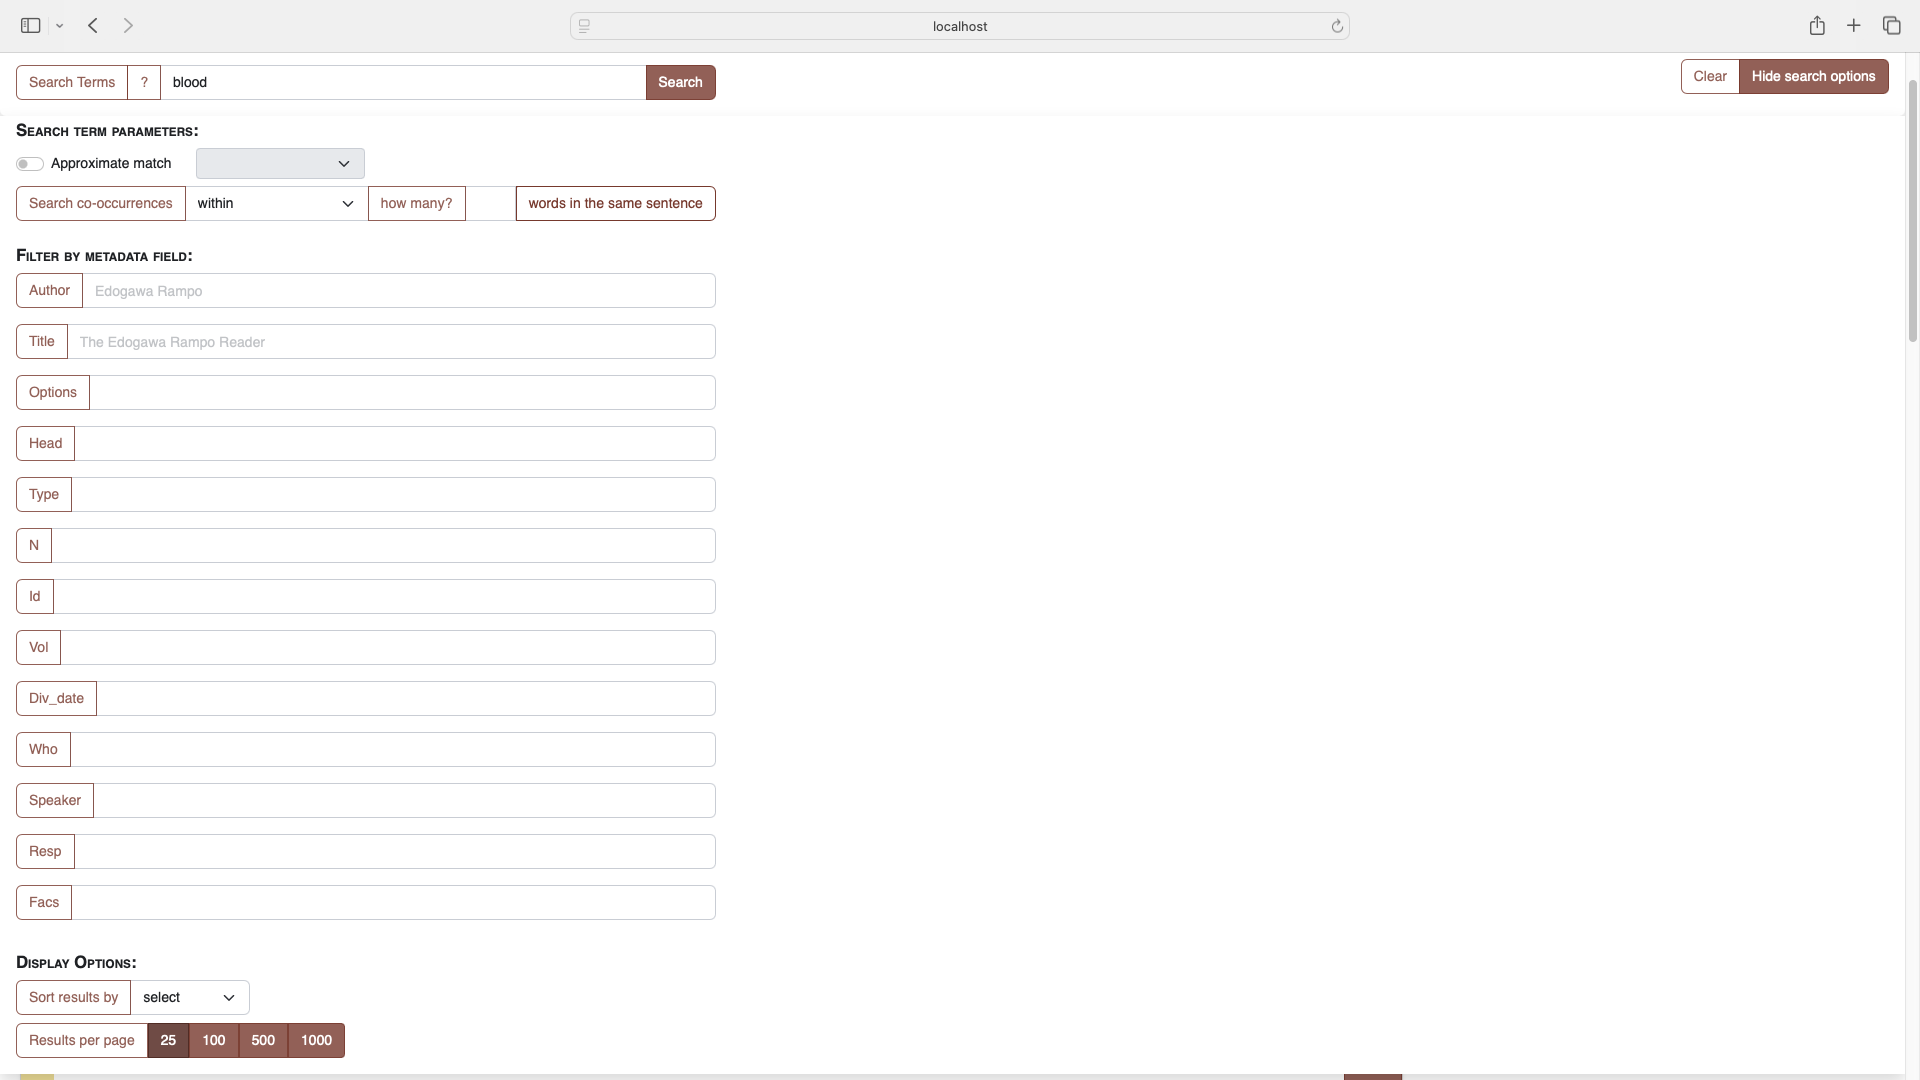 localhost
Search Terms ? blood Search Clear Hide search options
Search term parameters:
Approximate match
Search co-occurrences within how many? words in the same sentence
Filter by metadata field:
Author Edogawa Rampo
Title The Edogawa Rampo Reader
Options
Head
Type
N
Id
Vol
Div_date
Who
Speaker
Resp
Facs
Display Options:
Sort results by select
Results per page 25 100 500 1000